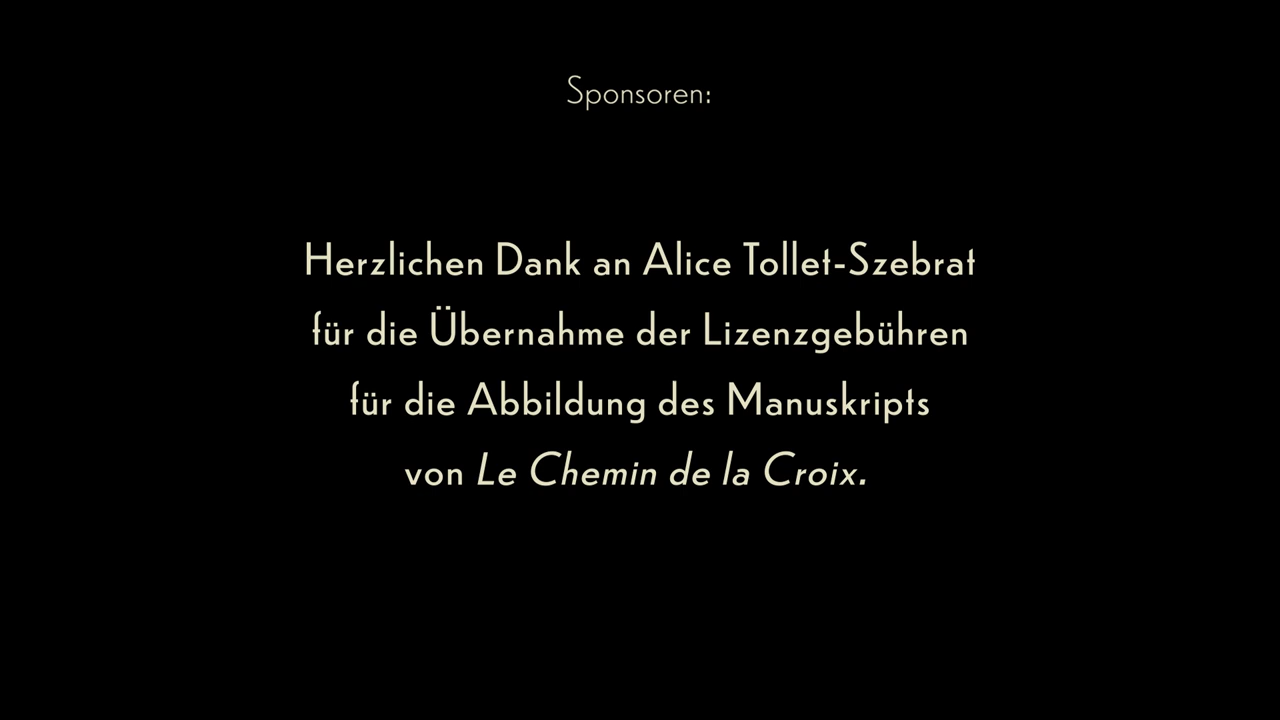 Sponsoren:
Herzlichen Dank an Alice Tollet-Szebrat
für die Übernahme der Lizenzgebühren
für die Abbildung des Manuskripts
von Le Chemin de la Croix.